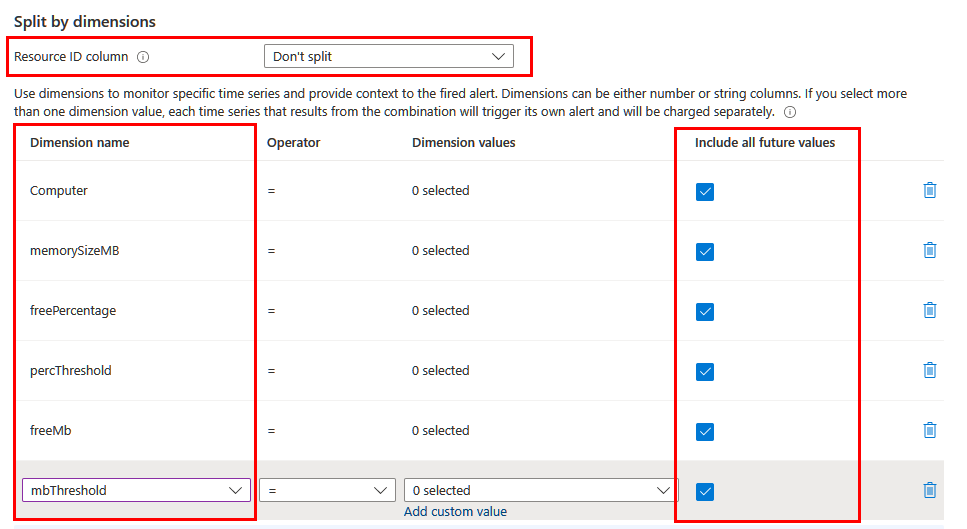 Split by dimensions
Resource ID column Don't split
Use dimensions to monitor specific time series and provide context to the fired alert. Dimensions can be either number or string columns. If you select more
than one dimension value, each time series that results from the combination will trigger its own alert and will be charged separately.
Dimension name Operator Dimension values Include all future values
Computer = 0 selected
memorySizeMB = 0 selected
freePercentage = 0 selected
percThreshold = 0 selected
freeMb = 0 selected
mbThreshold = 0 selected
Add custom value